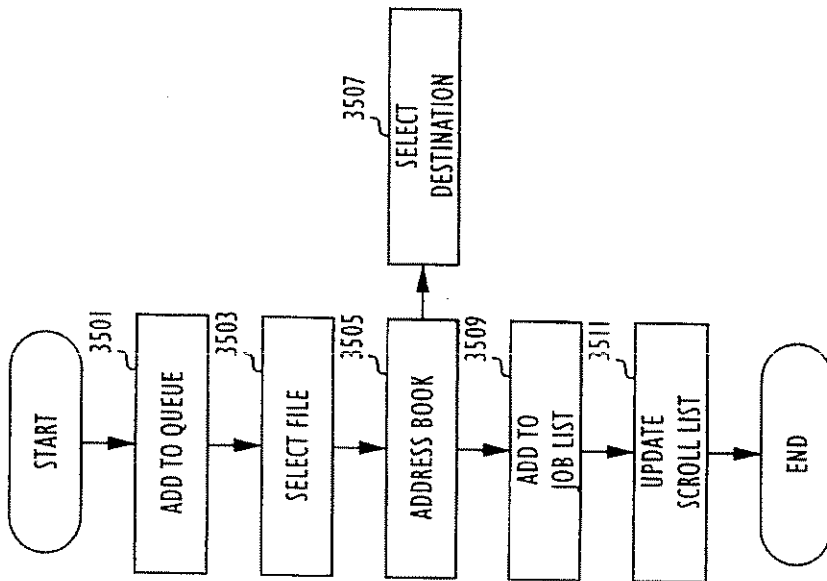 START
3501
ADD TO QUEUE
3503
SELECT FILE
3505
ADDRESS BOOK
3507
SELECT
DESTINATION
3509
ADD TO
JOB LIST
3511
UPDATE
SCROLL LIST
END